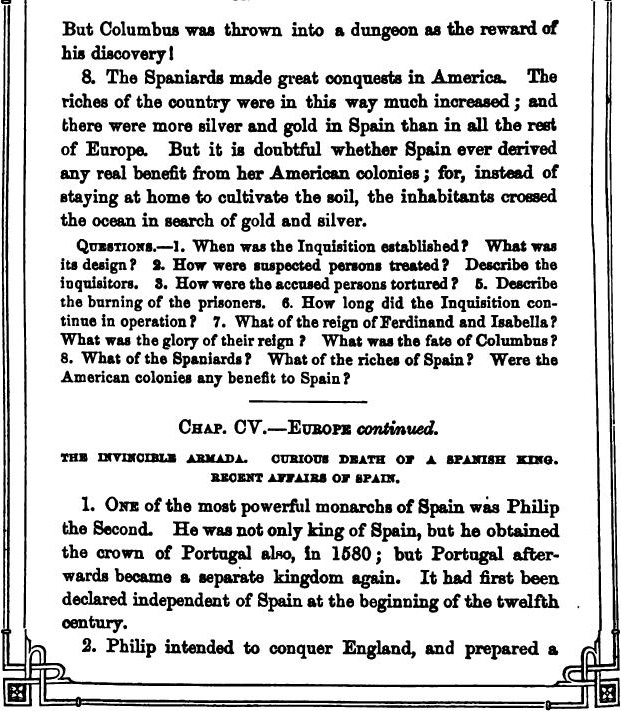 But Columbus was thrown into a dungeon as the reward of
his discovery!
8. The Spaniards made great conquests in America. The
riches of the country were in this way much increased; and
there were more silver and gold in Spain than in all the rest
of Europe. But it is doubtful whether Spain ever derived
any real benefit from her American colonies; for, instead of
staying at home to cultivate the soil, the inhabitants crossed
the ocean in search of gold and silver.
QUESTIONS.—1. When was the Inquisition established? What was
its design? 2. How were suspected persons treated? Describe the
inquisitors. 3. How were the accused persons tortured? 5. Describe
the burning of the prisoners. 6. How long did the Inquisition con-
tinue in operation? 7. What of the reign of Ferdinand and Isabella?
What was the glory of their reign? What was the fate of Columbus?
8. What of the Spaniards? What of the riches of Spain? Were the
American colonies any benefit to Spain?
CHAP. CV.—EUROPE continued.
THE INVINCIBLE ARMADA. CURIOUS DEATH OF A SPANISH KING.
RECENT AFFAIRS OF SPAIN.
1. ONE of the most powerful monarchs of Spain was Philip
the Second. He was not only king of Spain, but he obtained
the crown of Portugal also, in 1580; but Portugal after-
wards became a separate kingdom again. It had first been
declared independent of Spain at the beginning of the twelfth
century.
2. Philip intended to conquer England, and prepared a